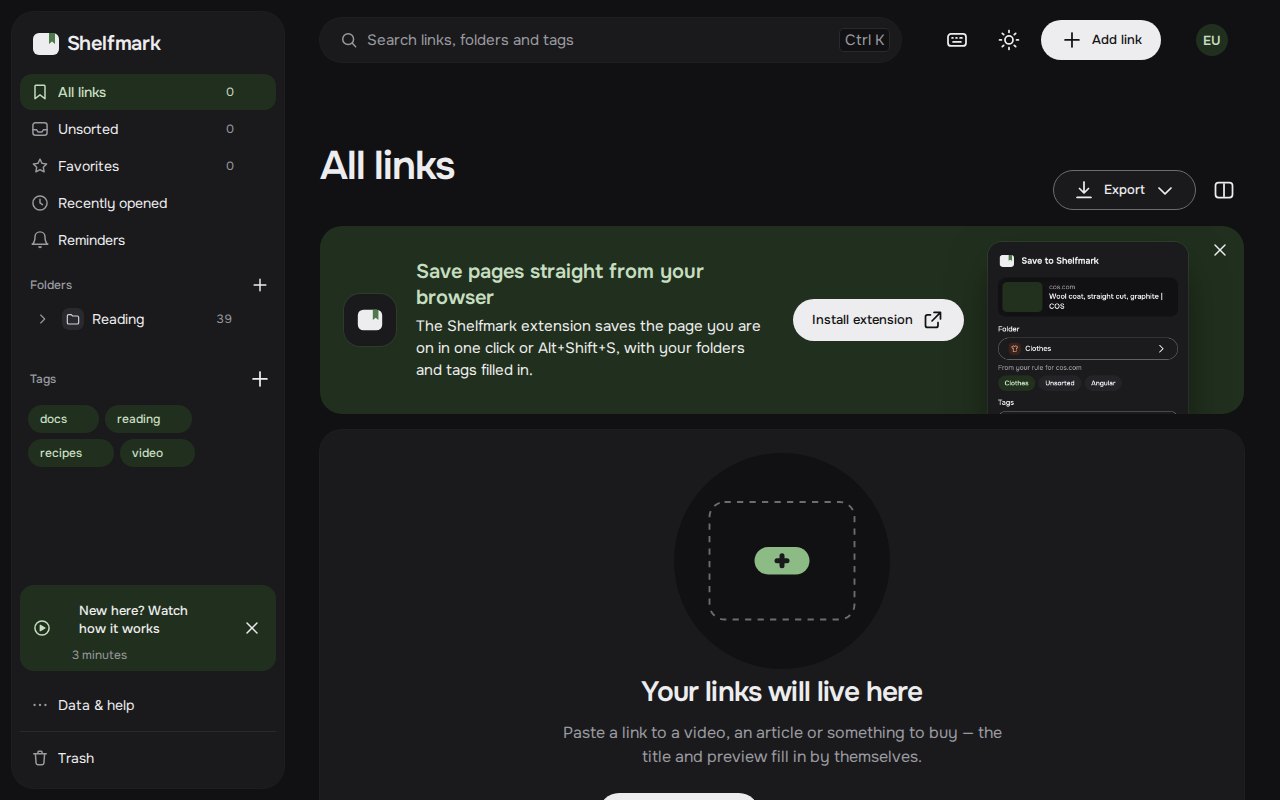 Shelfmark
Search links, folders and tags
Ctrl K
Add link
EU
All links 0
Unsorted 0
Favorites 0
Recently opened
Reminders
Folders
Reading 39
Tags
docs reading
recipes video
New here? Watch
how it works
3 minutes
Data & help
Trash
All links
Export
Save pages straight from your
browser
The Shelfmark extension saves the page you are
on in one click or Alt+Shift+S, with your folders
and tags filled in.
Install extension
Save to Shelfmark
cos.com
Wool coat, straight cut, graphite |
COS
Folder
Clothes
From your rule for cos.com
Clothes Unsorted Angular
Tags
Your links will live here
Paste a link to a video, an article or something to buy — the
title and preview fill in by themselves.